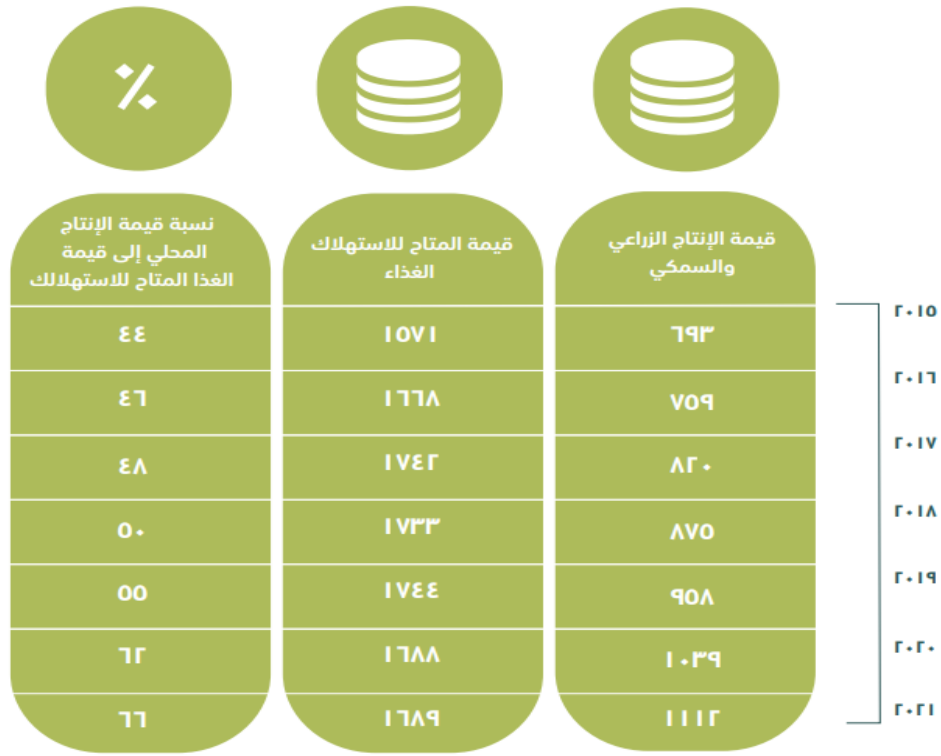 ٪
قيمة الإنتاج الزراعي
والسمكي
قيمة المتاح للاستهلاك
الغذاء
نسبة قيمة الإنتاج
المحلي إلى قيمة
الغذا المتاح للاستهلالك
٢٠١٥ ٦٩٣ ١٥٧١ ٤٤
٢٠١٦ ٧٥٩ ١٦٦٨ ٤٦
٢٠١٧ ٨٢٠ ١٧٤٢ ٤٨
٢٠١٨ ٨٧٥ ١٧٣٣ ٥٠
٢٠١٩ ٩٥٨ ١٧٤٤ ٥٥
٢٠٢٠ ١٠٣٩ ١٦٨٨ ٦٢
٢٠٢١ ١١١٢ ١٦٨٩ ٦٦